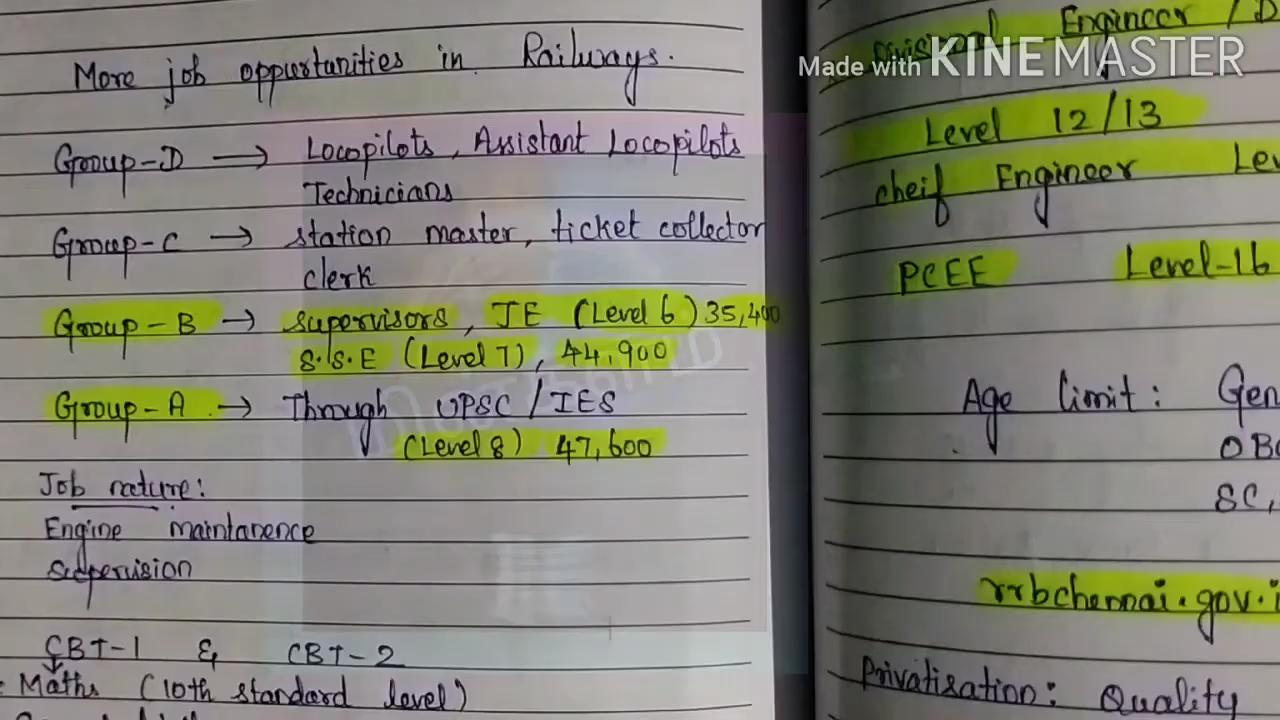 More job oppurtanities in Railways.
Group-D → Locopilots, Assistant Locopilots
Technicians
Group-C → station master, ticket collector
clerk
Group-B → supervisors, JE (Level 6) 35,400
S.S.E (Level 7), 44,900
Group-A → Through UPSC/IES
(Level 8) 47,600
Job nature:
Engine maintanence
supervision
CBT-1 & CBT-2
Maths (10th standard level)
Engineer /D
Made with KINEMASTER
Level 12/13
cheif Engineer Lev
PCEE Level-16
Age limit: Gen
OBC
SC,
rrbchennai.gov.i
Privatisation: Quality